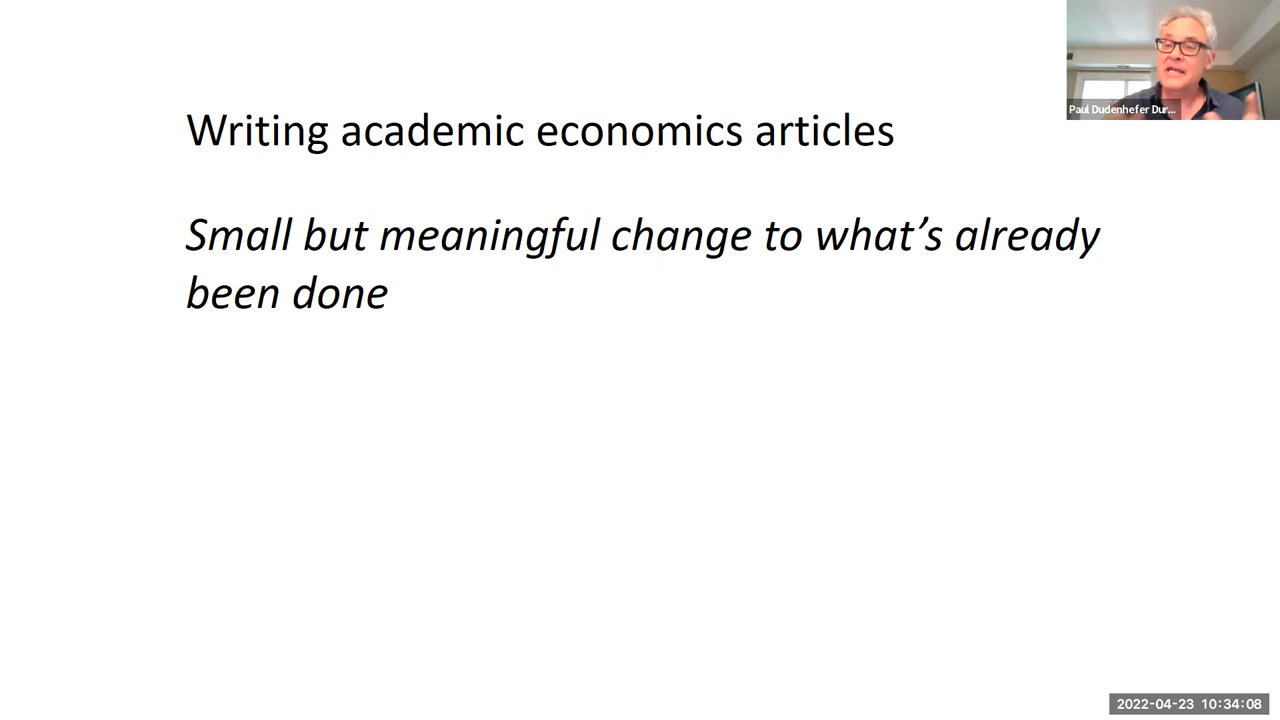 Writing academic economics articles
Small but meaningful change to what’s already
been done
Paul Dudenhefer Dur...
2022-04-23 10:34:08